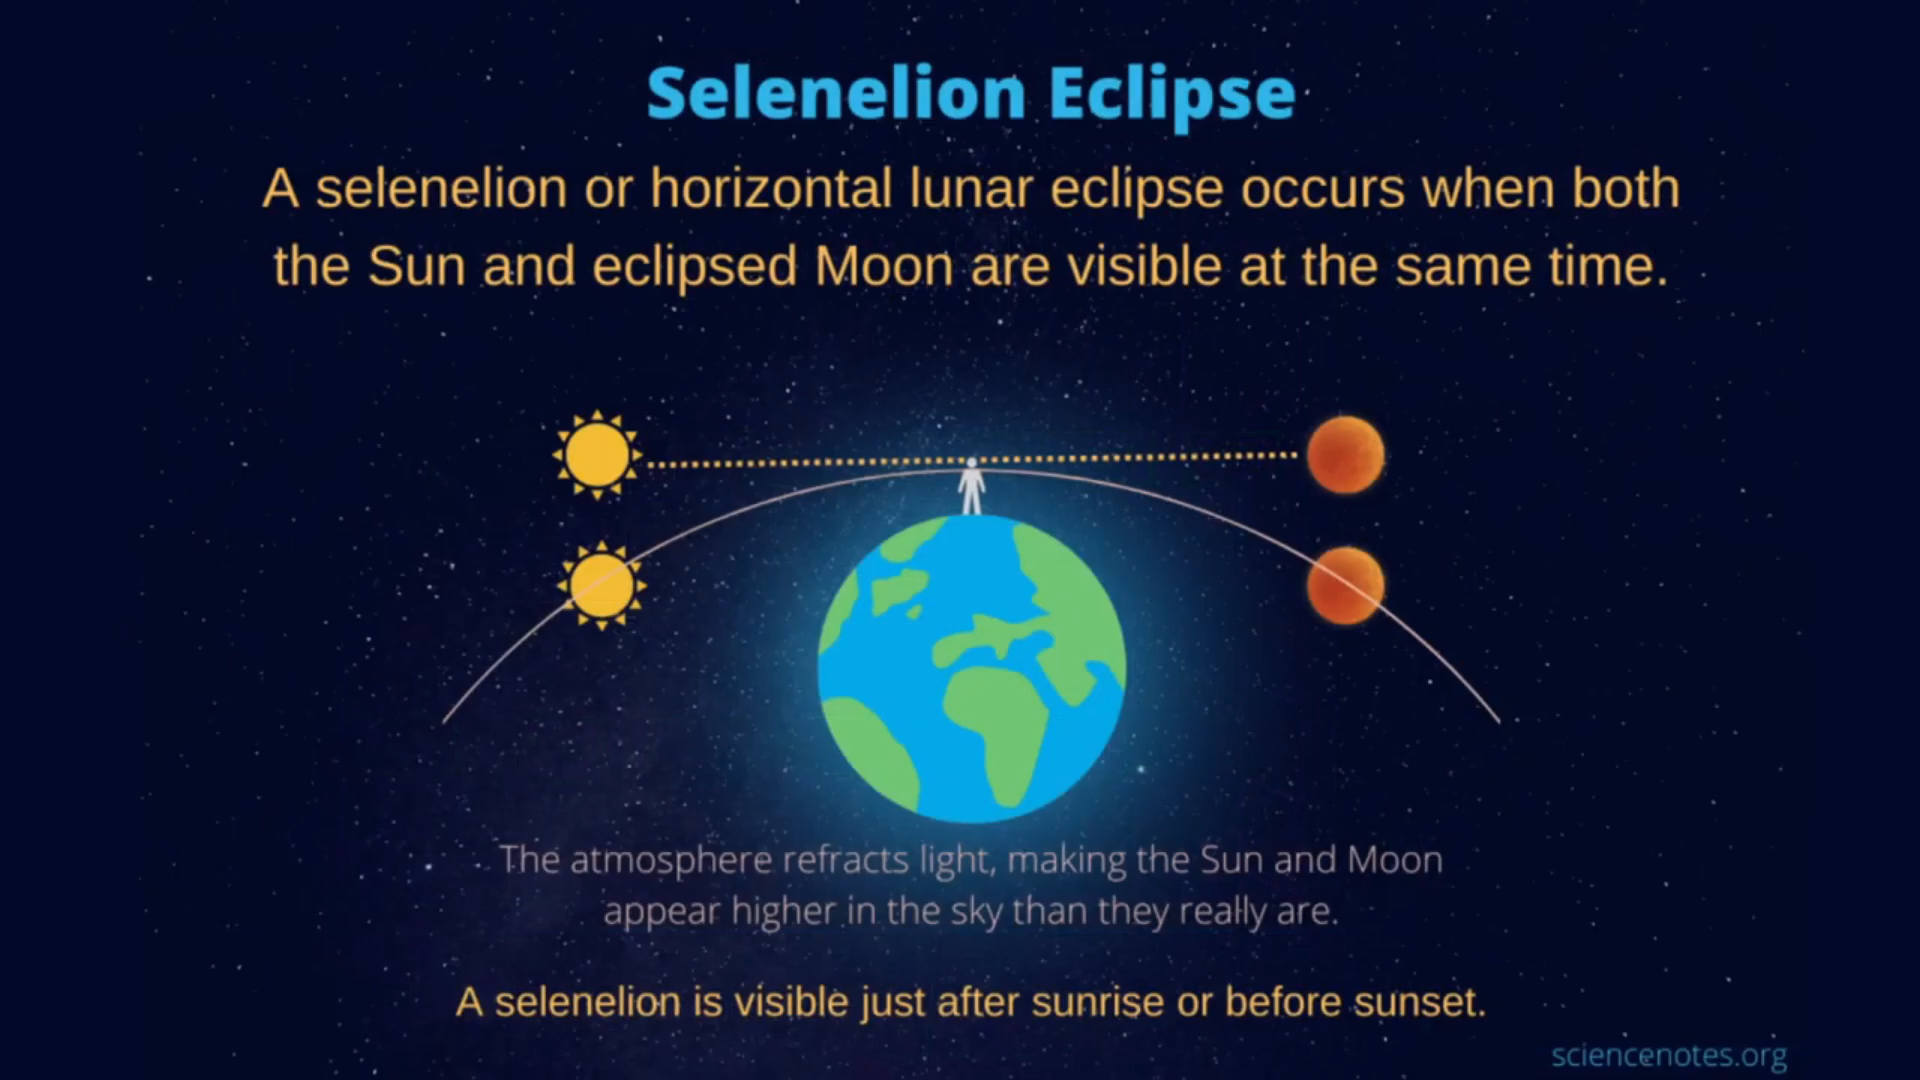 Selenelion Eclipse
A selenelion or horizontal lunar eclipse occurs when both
the Sun and eclipsed Moon are visible at the same time.
The atmosphere refracts light, making the Sun and Moon
appear higher in the sky than they really are.
A selenelion is visible just after sunrise or before sunset.
sciencenotes.org